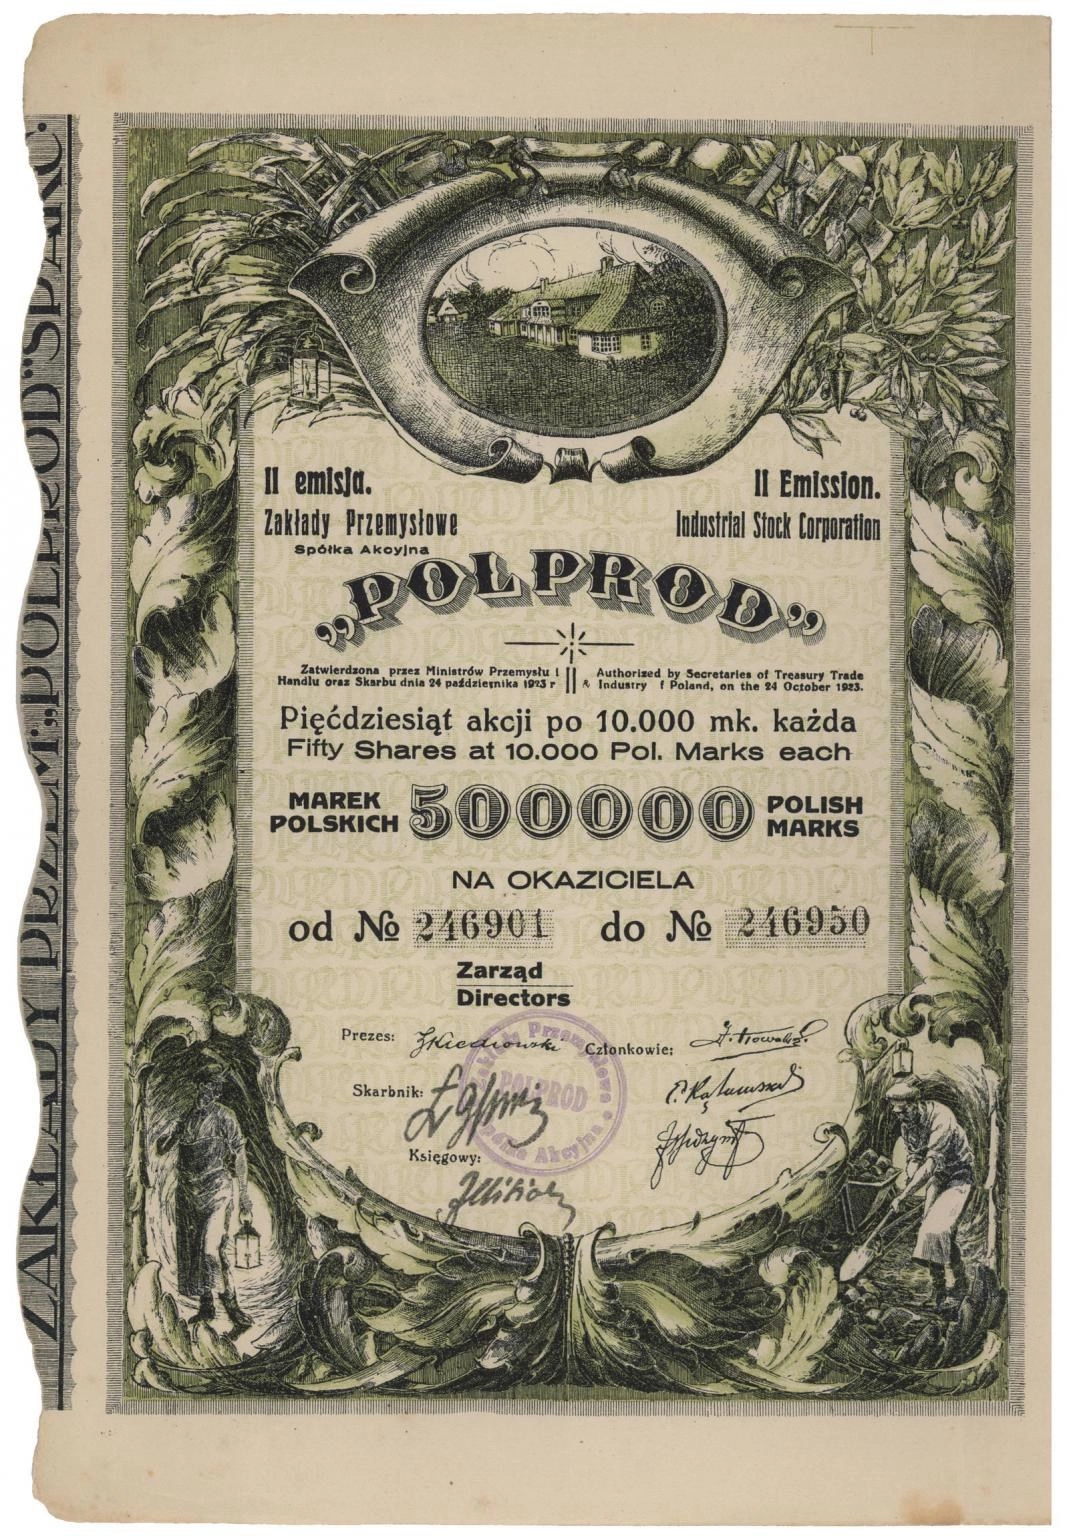 ZAKŁADY PRZEM. „POLPROD” SP. AKC.
II emisja.
II Emission.
Zakłady Przemysłowe
Industrial Stock Corporation
Spółka Akcyjna
„POLPROD”
Zatwierdzona przez Ministrów Przemysłu i
Handlu oraz Skarbu dnia 24 października 1923 r
Authorized by Secretaries of Treasury Trade
& Industry f Poland, on the 24 October 1923.
Pięćdziesiąt akcji po 10.000 mk. każda
Fifty Shares at 10.000 Pol. Marks each
MAREK
POLSKICH
500000
POLISH
MARKS
NA OKAZICIELA
od № 246901 do № 246950
Zarząd
Directors
Prezes:
Członkowie:
Skarbnik:
Księgowy:
Zakłady Przemysłowe
POLPROD
Spółka Akcyjna